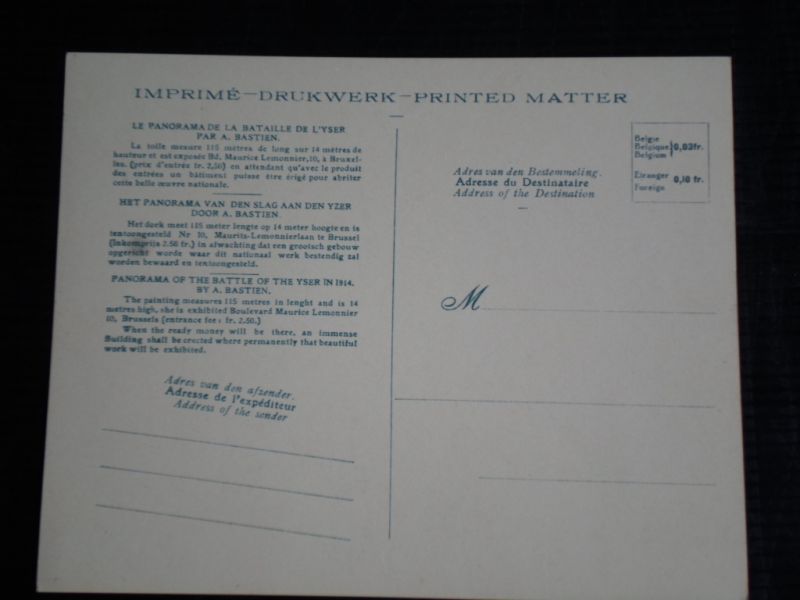 IMPRIMÉ—DRUKWERK—PRINTED MATTER
LE PANORAMA DE LA BATAILLE DE L'YSER
PAR A. BASTIEN.
La toile mesure 115 mètres de long sur 14 mètres de
hauteur et est exposée Bd. Maurice Lemonnier,10, à Bruxel-
les. (prix d'entrée fr. 2,50) en attendant qu'avec le produit
des entrées un bâtiment puisse être érigé pour abriter
cette belle œuvre nationale.
HET PANORAMA VAN DEN SLAG AAN DEN YZER
DOOR A. BASTIEN.
Het doek meet 115 meter lengte op 14 meter hoogte en is
tentoongesteld Nr 10, Maurits-Lemonnierlaan te Brussel
(Inkomprijs 2.50 fr.) in afwachting dat een grootsch gebouw
opgericht worde waar dit nationaal werk bestendig zal
worden bewaard en tentoongesteld.
PANORAMA OF THE BATTLE OF THE YSER IN 1914.
BY A. BASTIEN.
The painting measures 115 metres in lenght and is 14
metres high, she is exhibited Boulevard Maurice Lemonnier
10, Brussels (entrance fee : fr. 2.50.)
When the ready money will be there, an immense
Building shall be erected where permanently that beautiful
work will be exhibited.
Adres van den afzender.
Adresse de l'expéditeur
Address of the sender
Adres van den Bestemmeling.
Adresse du Destinataire
Address of the Destination
België
Belgique } 0,03fr.
Belgium
Etranger 0,10 fr.
Foreign
M